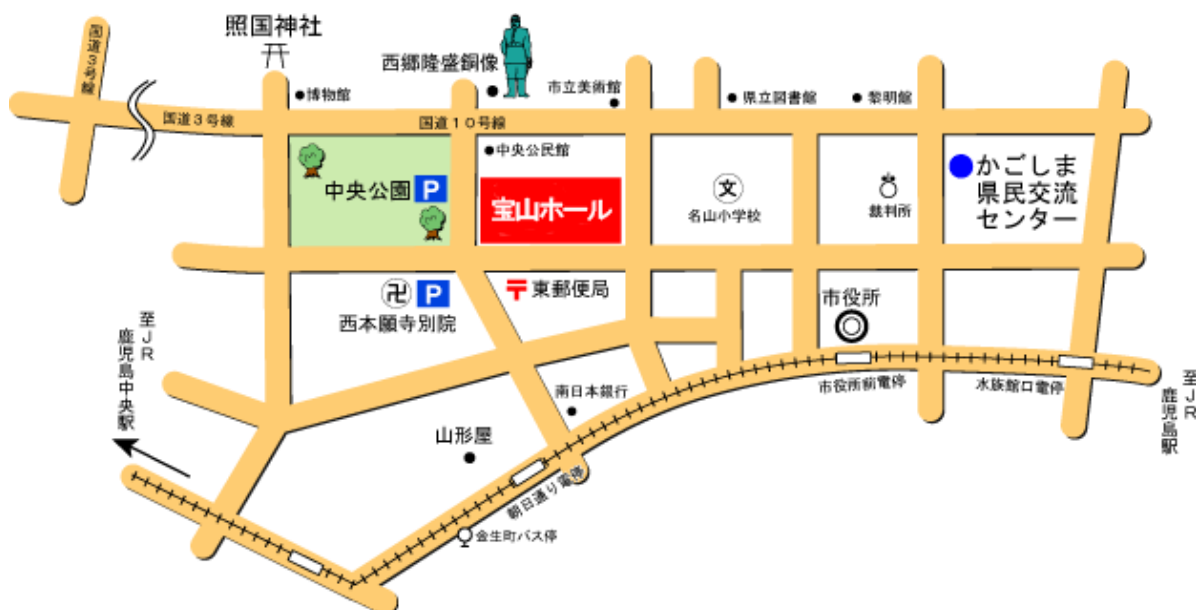 照国神社
国道3号線
西郷隆盛銅像
市立美術館
博物館
県立図書館
黎明館
国道3号線
国道10号線
中央公民館
中央公園
P
宝山ホール
文
名山小学校
裁判所
かごしま
県民交流
センター
卍
P
西本願寺別院
〒東郵便局
市役所
至JR
鹿児島中央駅
市役所前電停
水族館口電停
至JR
鹿児島駅
南日本銀行
山形屋
朝日通り電停
金生町バス停